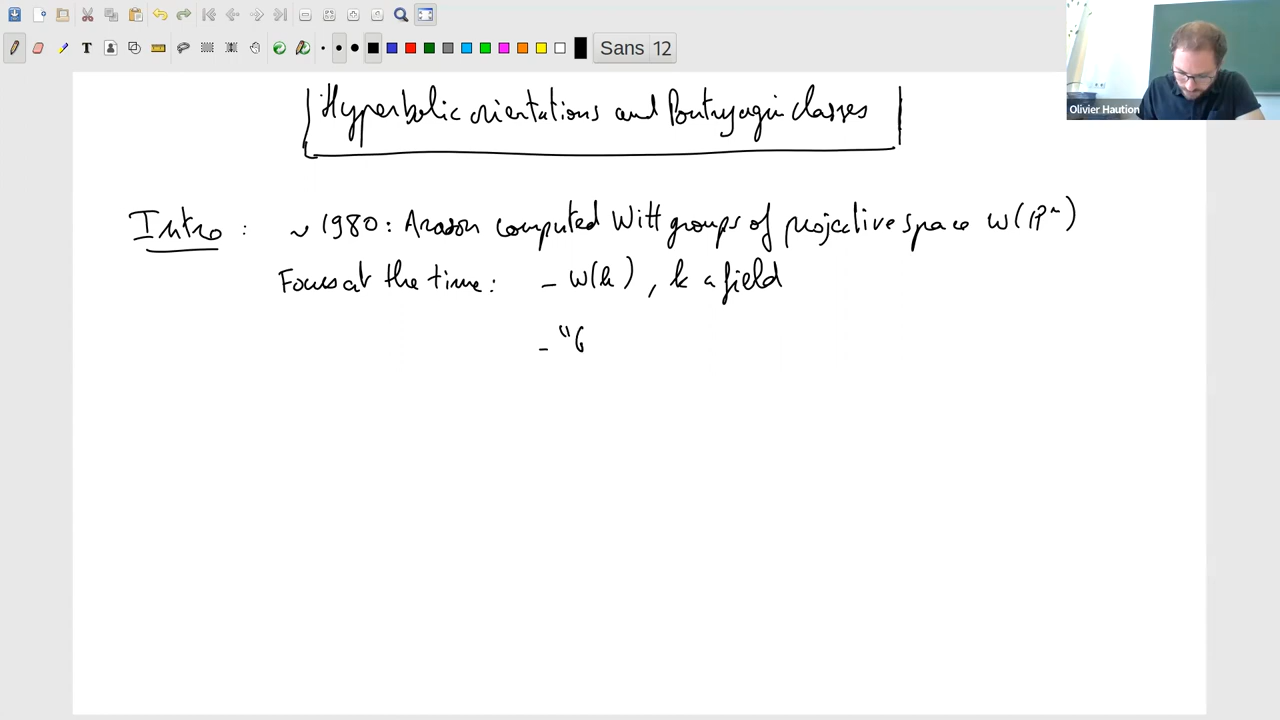 Sans 12
Olivier Haution
Hyperbolic orientations and Pontryagin classes
Intro : ~ 1980: Arason computed Witt groups of projective space W(ℙⁿ)
Focus at the time: – W(k), k a field
– "G